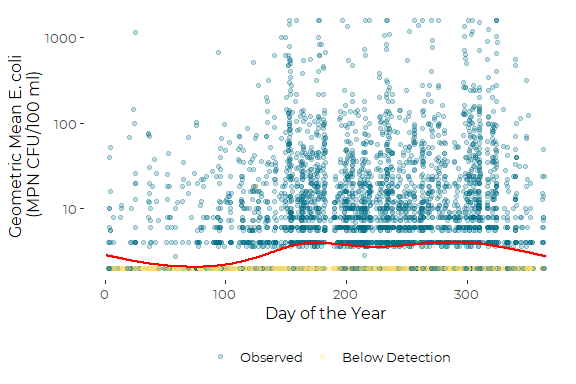 Geometric Mean E. coli
(MPN CFU/100 ml)
1000
100
10
0 100 200 300
Day of the Year
Observed Below Detection